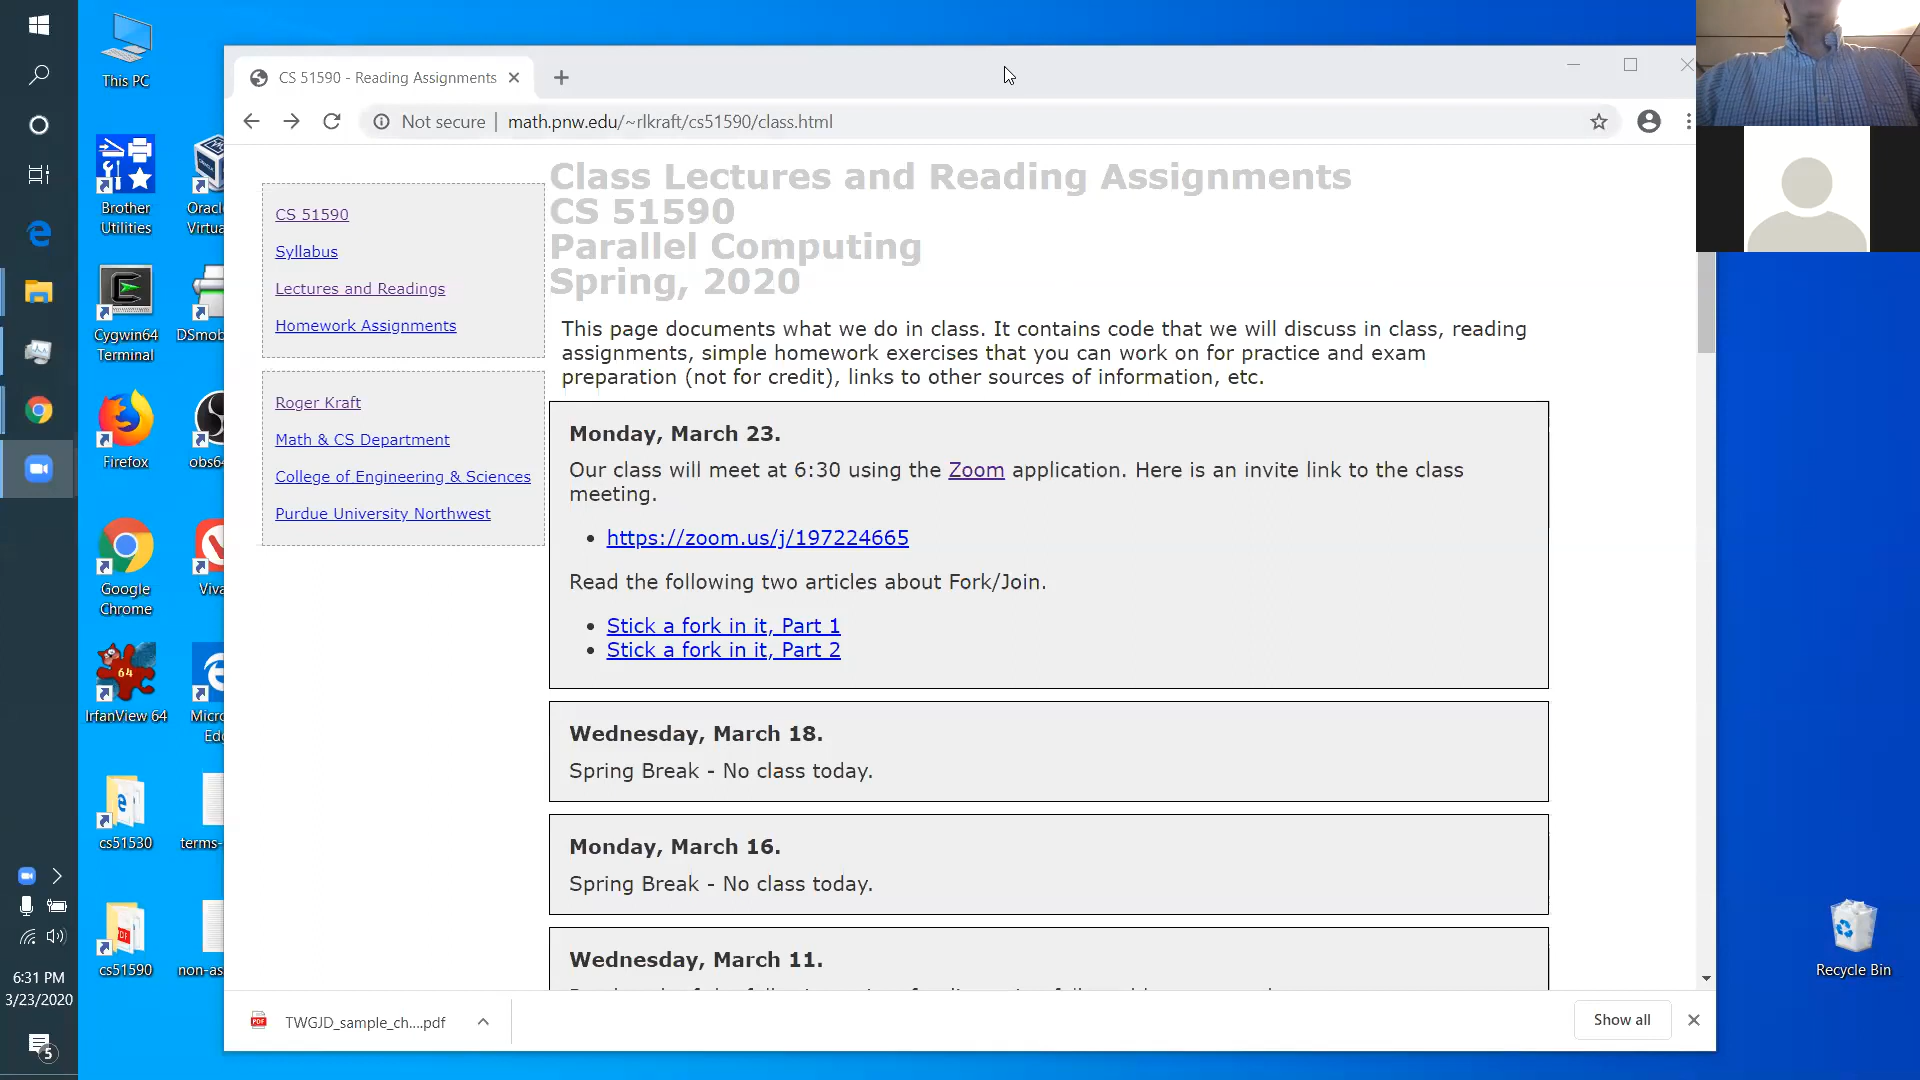 This PC
Brother
Utilities
Oracle
Virtua
Cygwin64
Terminal
DSmob
Firefox
obs64
Google
Chrome
Viva
IrfanView 64
Micro
Ed
cs51530
terms-
cs51590
non-as
6:31 PM
3/23/2020
5
CS 51590 - Reading Assignments
Not secure
math.pnw.edu/~rlkraft/cs51590/class.html
CS 51590
Syllabus
Lectures and Readings
Homework Assignments
Roger Kraft
Math & CS Department
College of Engineering & Sciences
Purdue University Northwest
Class Lectures and Reading Assignments
CS 51590
Parallel Computing
Spring, 2020
This page documents what we do in class. It contains code that we will discuss in class, reading
assignments, simple homework exercises that you can work on for practice and exam
preparation (not for credit), links to other sources of information, etc.
Monday, March 23.
Our class will meet at 6:30 using the Zoom application. Here is an invite link to the class
meeting.
• https://zoom.us/j/197224665
Read the following two articles about Fork/Join.
• Stick a fork in it, Part 1
• Stick a fork in it, Part 2
Wednesday, March 18.
Spring Break - No class today.
Monday, March 16.
Spring Break - No class today.
Wednesday, March 11.
TWGJD_sample_ch....pdf
Show all
Recycle Bin